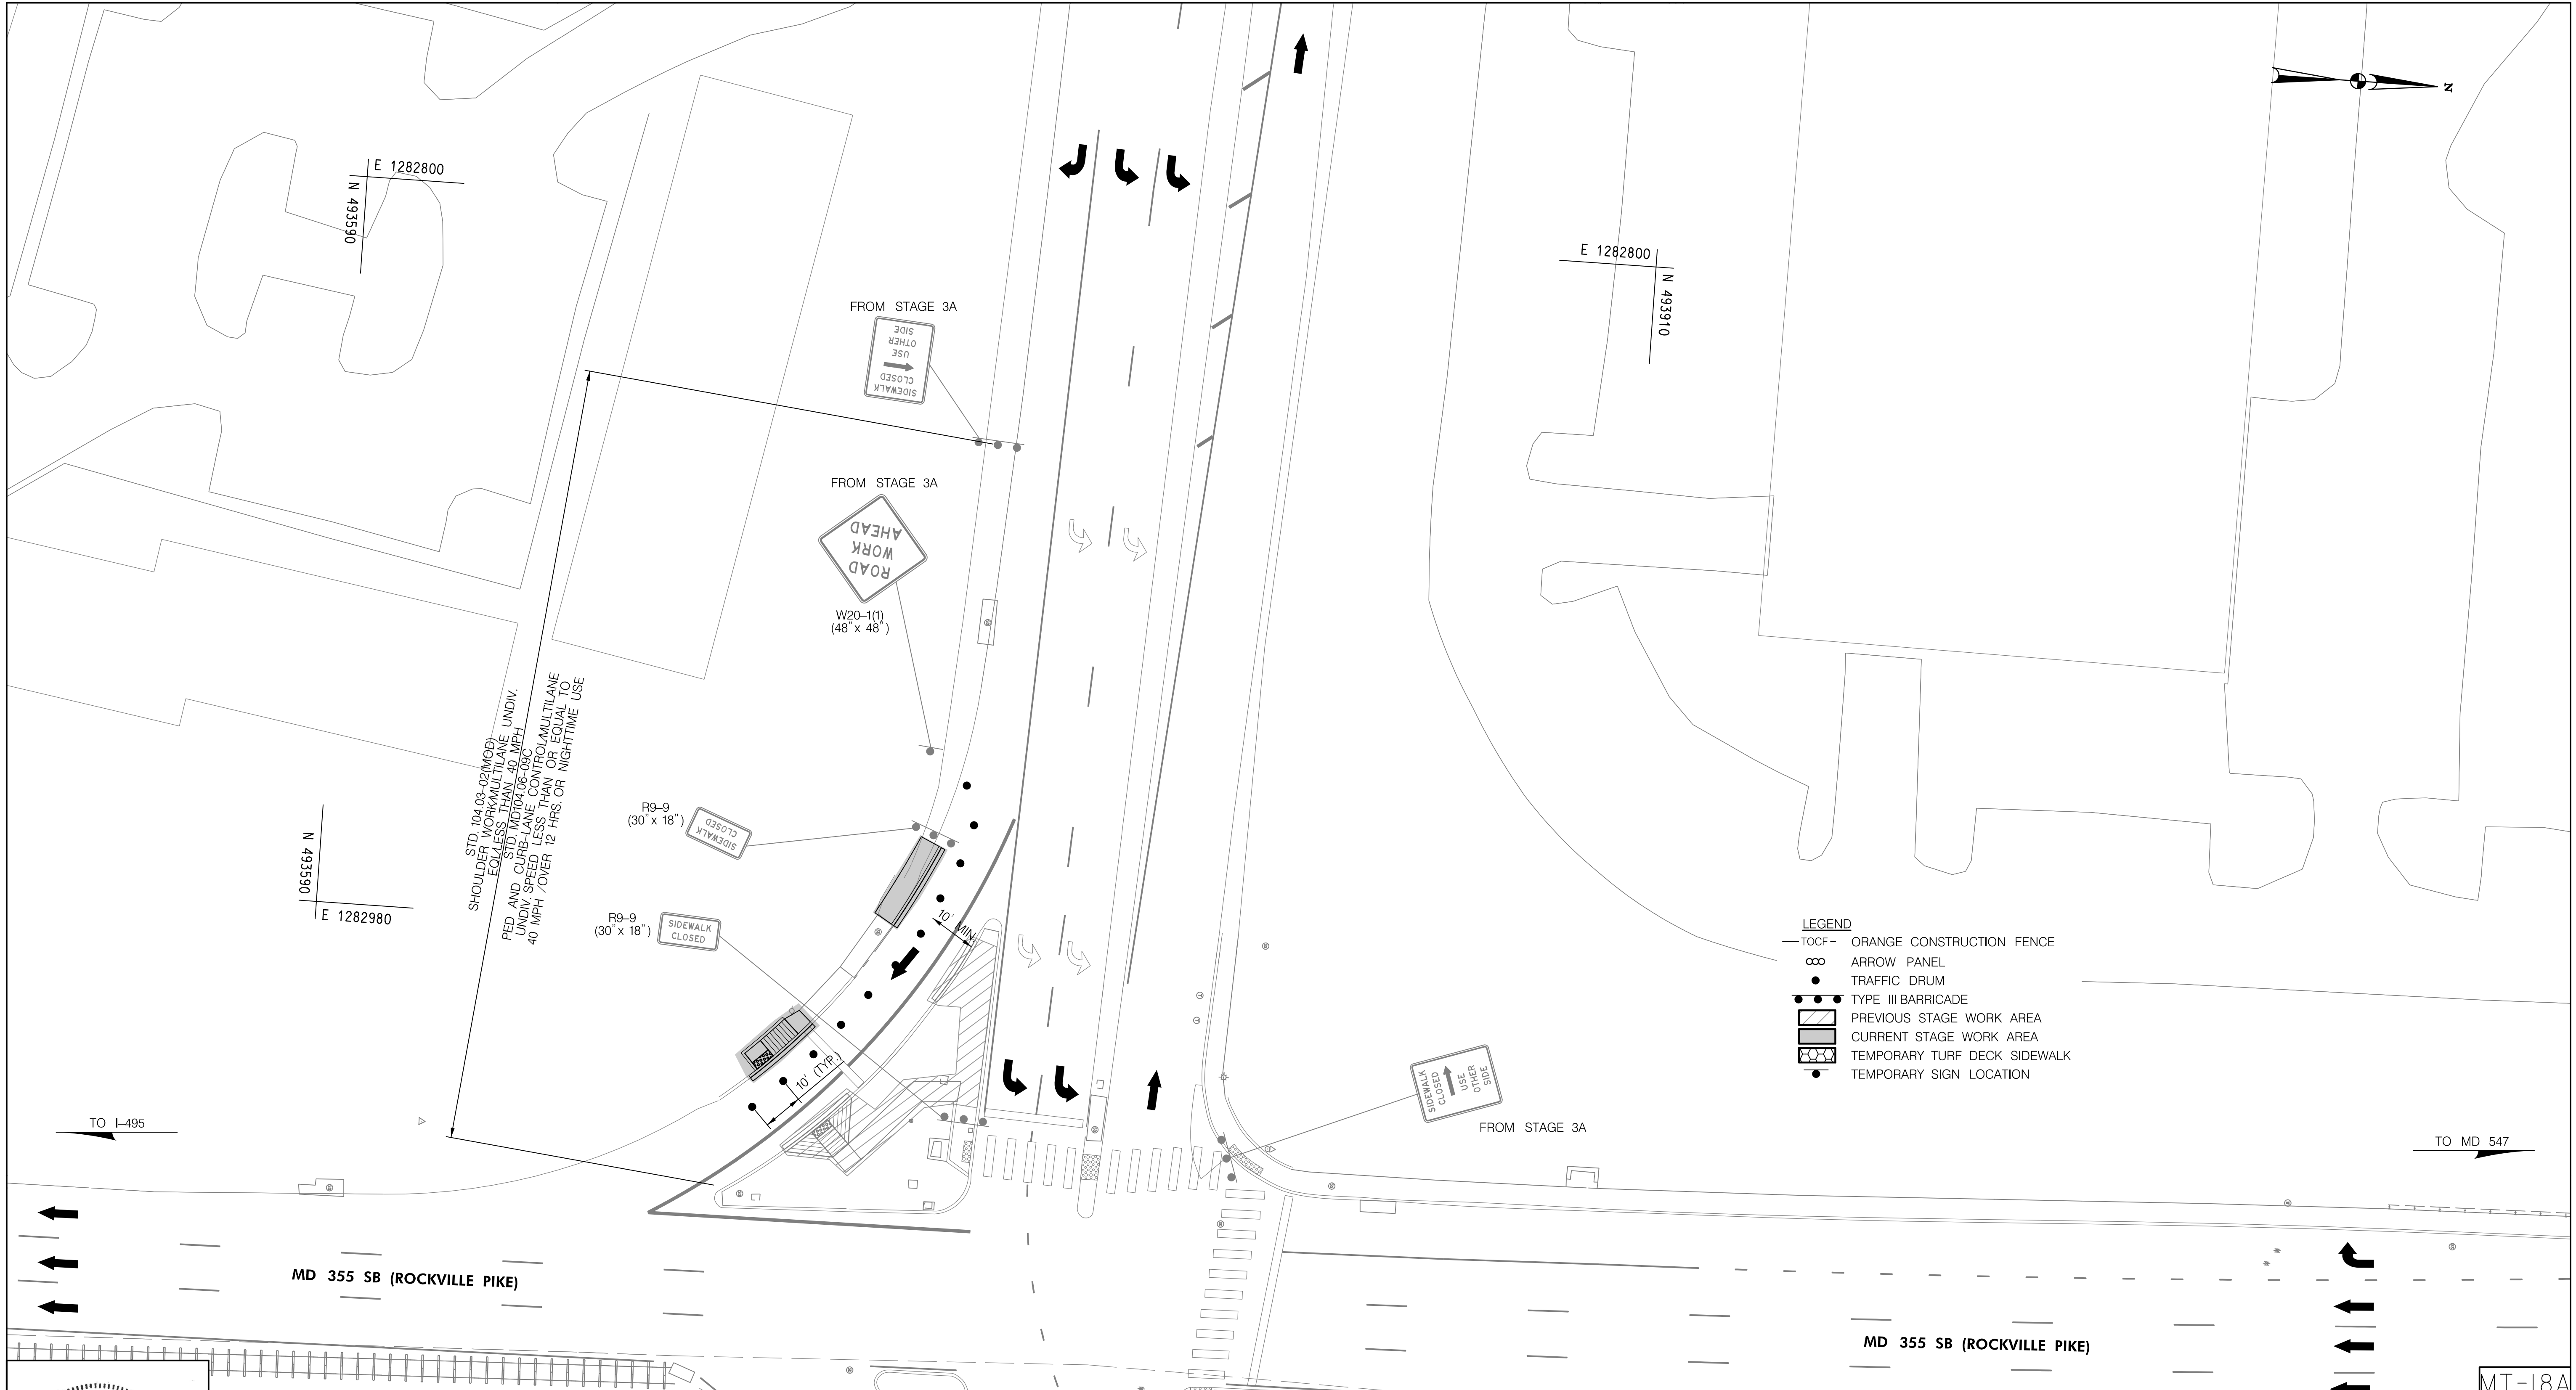 N
E 1282800
N 493590
E 1282800
N 493910
FROM STAGE 3A
SIDEWALK
CLOSED
USE
OTHER
SIDE
FROM STAGE 3A
ROAD
WORK
AHEAD
W20-1(1)
(48" x 48")
STD. 104.03-02(MOD)
SHOULDER WORK/MULTILANE UNDIV.
EQL/LESS THAN 40 MPH
STD. MD104.06-09C
PED AND CURB-LANE CONTROL/MULTILANE
UNDIV. SPEED LESS THAN OR EQUAL TO
40 MPH /OVER 12 HRS. OR NIGHTTIME USE
R9-9
(30" x 18")
SIDEWALK
CLOSED
N 493590
E 1282980
R9-9
(30" x 18")
SIDEWALK
CLOSED
10' MIN.
10' (TYP.)
LEGEND
TOCF ORANGE CONSTRUCTION FENCE
ARROW PANEL
TRAFFIC DRUM
TYPE III BARRICADE
PREVIOUS STAGE WORK AREA
CURRENT STAGE WORK AREA
TEMPORARY TURF DECK SIDEWALK
TEMPORARY SIGN LOCATION
SIDEWALK
CLOSED
USE
OTHER
SIDE
FROM STAGE 3A
TO I-495
TO MD 547
MD 355 SB (ROCKVILLE PIKE)
MD 355 SB (ROCKVILLE PIKE)
MT-18A